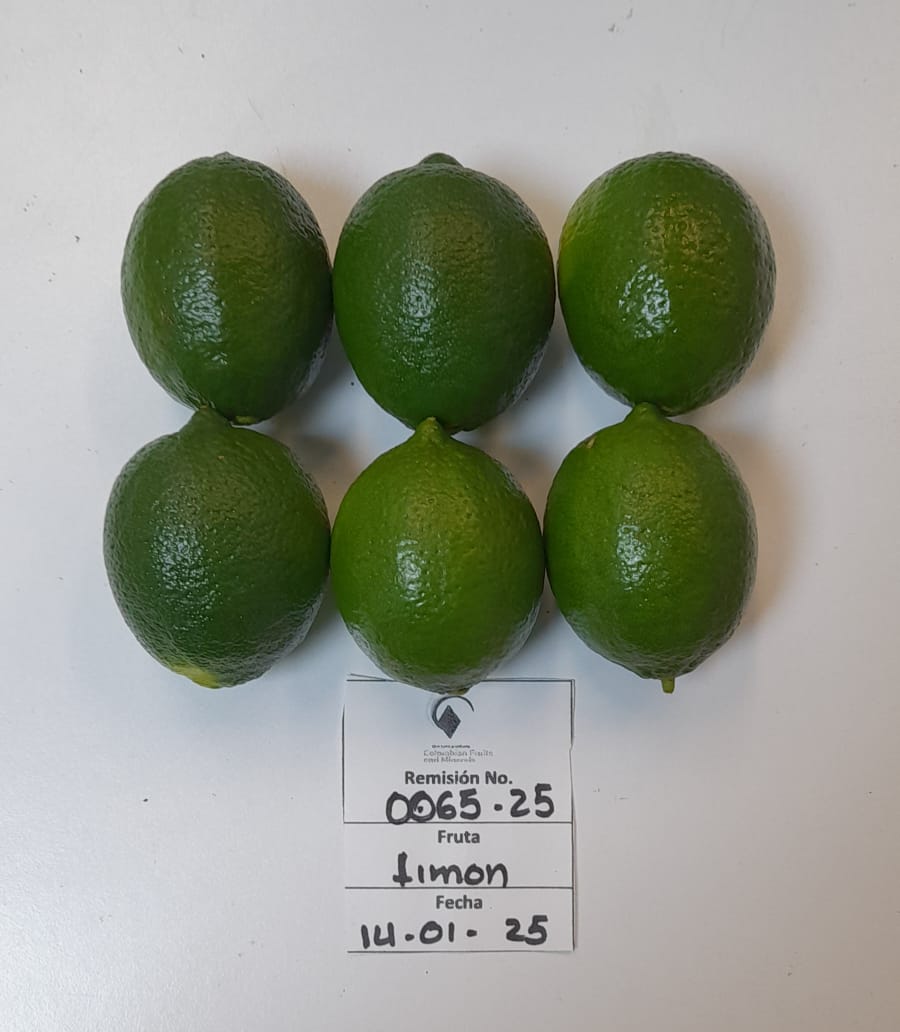 Colombian Fruits
and Minerals
Remisión No.
0065-25
Fruta
Limon
Fecha
14-01-25